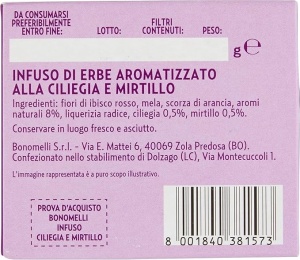 DA CONSUMARSI
PREFERIBILMENTE
ENTRO FINE:
LOTTO:
FILTRI
CONTENUTI:
PESO:
g℮
INFUSO DI ERBE AROMATIZZATO
ALLA CILIEGIA E MIRTILLO
Ingredienti: fiori di ibisco rosso, mela, scorza di arancia, aromi
naturali 8%, liquerizia radice, ciliegia 0,5%, mirtillo 0,5%.
Conservare in luogo fresco e asciutto.
Bonomelli S.r.l. - Via E. Mattei 6, 40069 Zola Predosa (BO).
Confezionato nello stabilimento di Dolzago (LC), Via Montecuccoli 1.
L'immagine rappresentata è a puro scopo illustrativo.
PROVA D'ACQUISTO
BONOMELLI
INFUSO
CILIEGIA E MIRTILLO
8 001840 381573